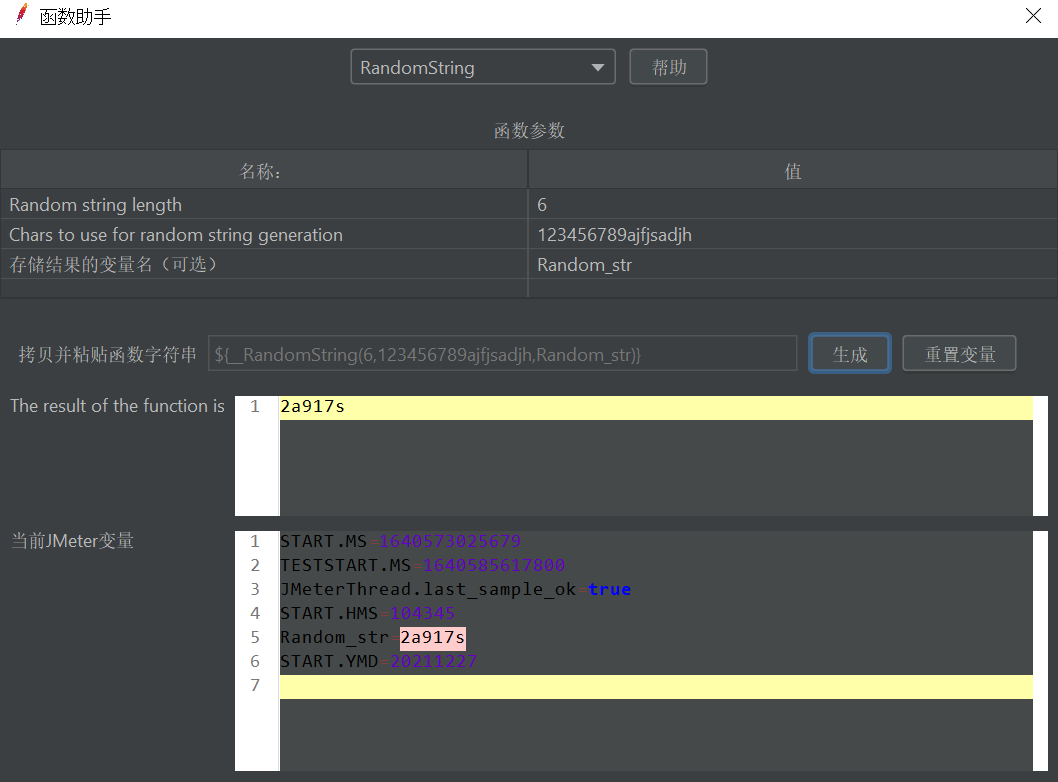 函数助手
RandomString 帮助
函数参数
名称: 值
Random string length 6
Chars to use for random string generation 123456789ajfjsadjh
存储结果的变量名（可选） Random_str
拷贝并粘贴函数字符串 ${__RandomString(6,123456789ajfjsadjh,Random_str)} 生成 重置变量
The result of the function is 1 2a917s
当前JMeter变量 1 START.MS=1640573025679
2 TESTSTART.MS=1640585617800
3 JMeterThread.last_sample_ok=true
4 START.HMS=104345
5 Random_str=2a917s
6 START.YMD=20211227
7